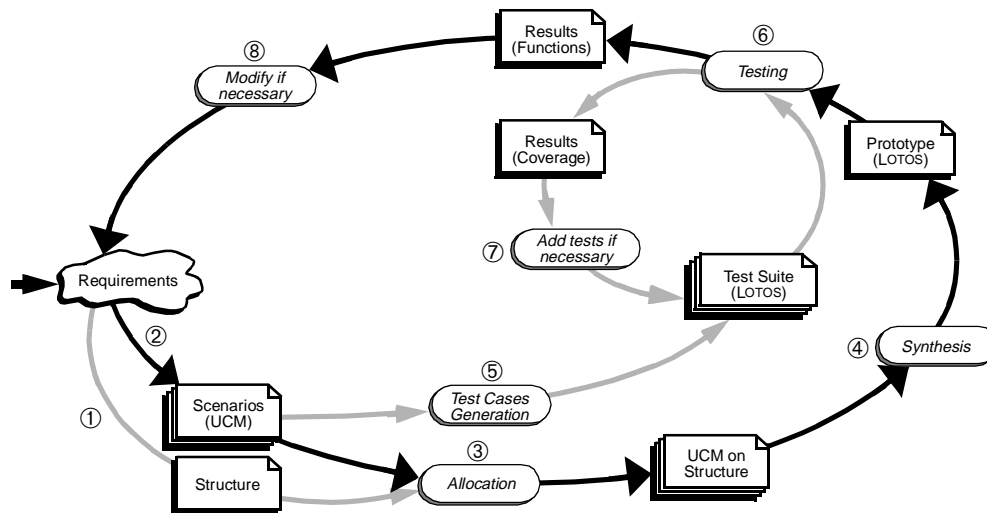 ⑧
Modify if
necessary
Results
(Functions)
⑥
Testing
Results
(Coverage)
Prototype
(LOTOS)
⑦
Add tests if
necessary
Requirements
Test Suite
(LOTOS)
②
④
Synthesis
⑤
Test Cases
Generation
Scenarios
(UCM)
①
③
Structure
Allocation
UCM on
Structure